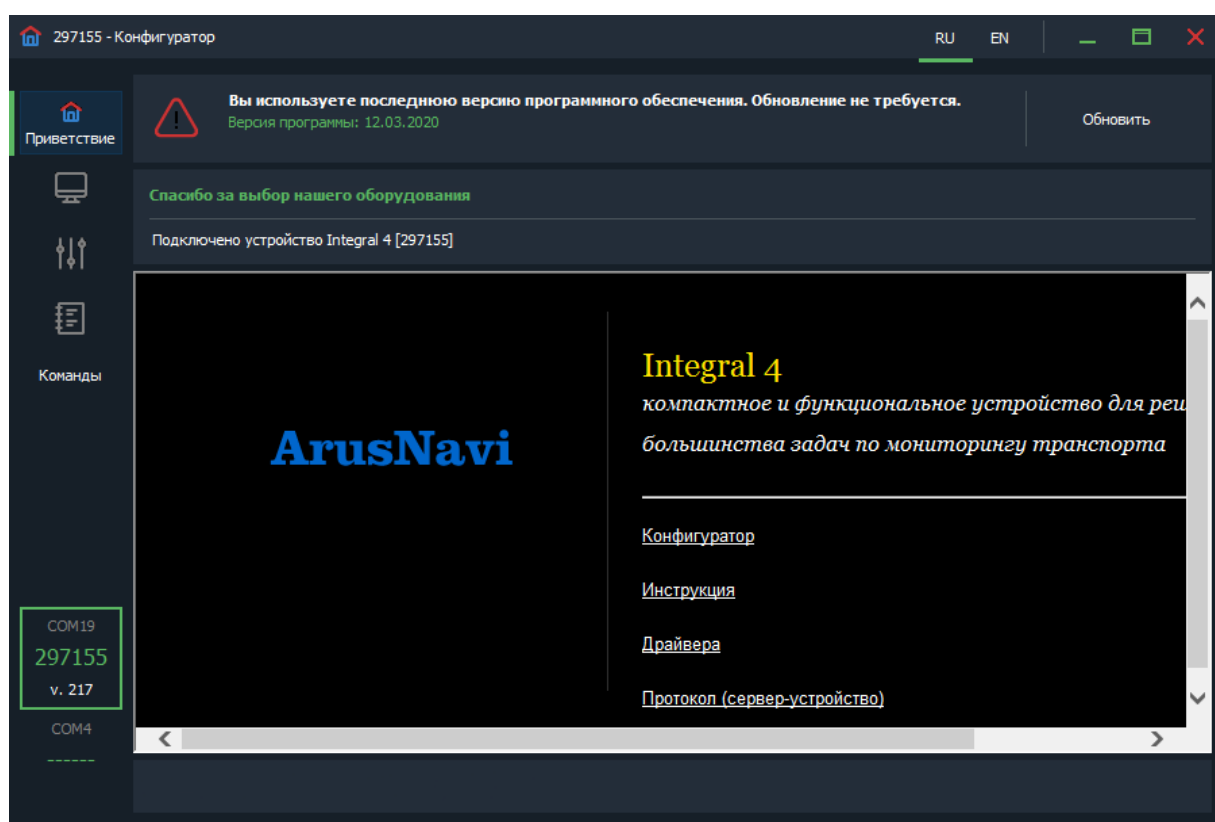 297155 - Конфигуратор
RU EN
Приветствие
Вы используете последнюю версию программного обеспечения. Обновление не требуется.
Версия программы: 12.03.2020
Обновить
Спасибо за выбор нашего оборудования
Подключено устройство Integral 4 [297155]
Команды
ArusNavi
Integral 4
компактное и функциональное устройство для реш
большинства задач по мониторингу транспорта
Конфигуратор
Инструкция
Драйвера
Протокол (сервер-устройство)
COM19
297155
v. 217
COM4
------